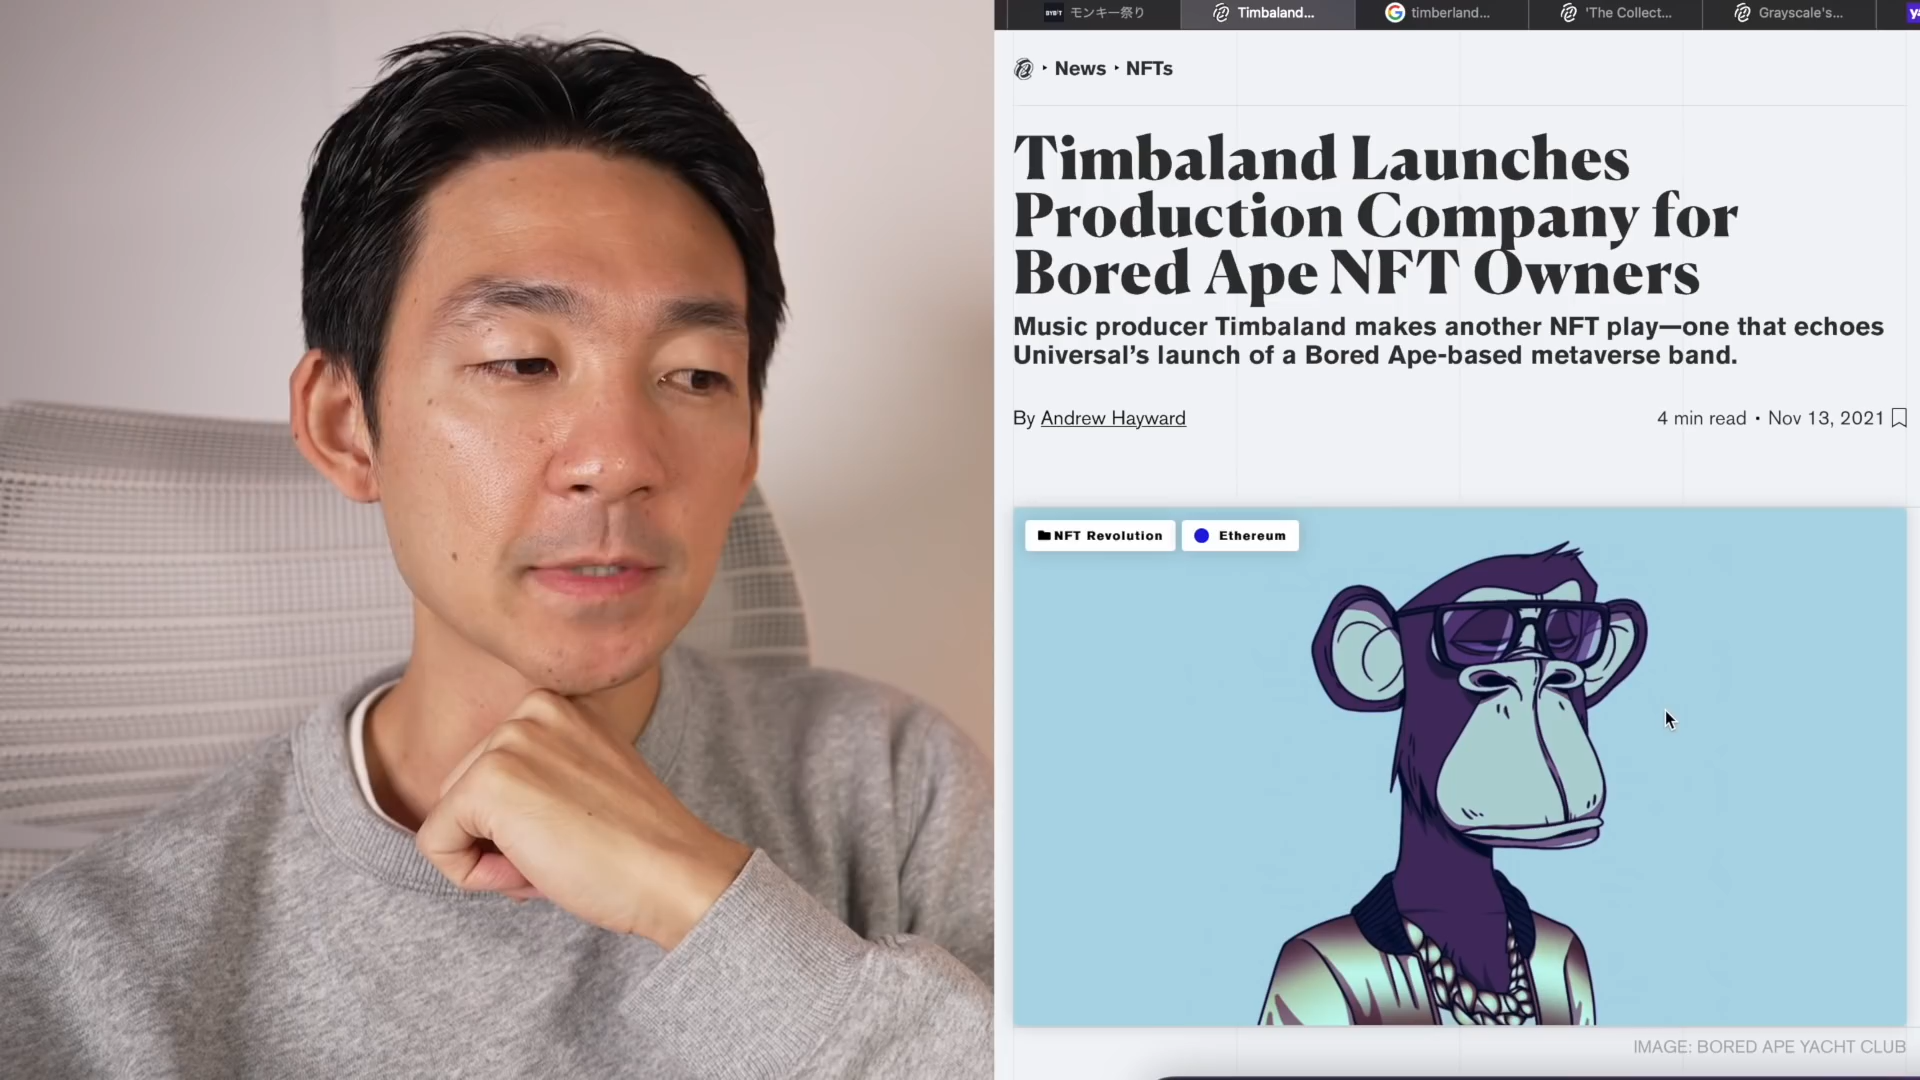 BYBIT モンキー祭り
Timbaland...
timberland...
'The Collect...
Grayscale's...
News ‣ NFTs
Timbaland Launches
Production Company for
Bored Ape NFT Owners
Music producer Timbaland makes another NFT play—one that echoes
Universal's launch of a Bored Ape-based metaverse band.
By Andrew Hayward
4 min read • Nov 13, 2021
NFT Revolution
Ethereum
IMAGE: BORED APE YACHT CLUB